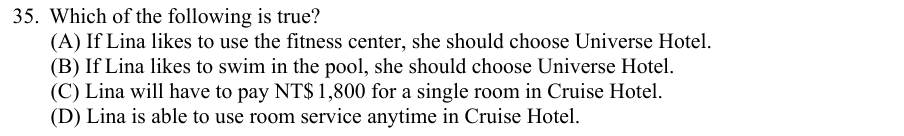 35. Which of the following is true?
(A) If Lina likes to use the fitness center, she should choose Universe Hotel.
(B) If Lina likes to swim in the pool, she should choose Universe Hotel.
(C) Lina will have to pay NT$1,800 for a single room in Cruise Hotel.
(D) Lina is able to use room service anytime in Cruise Hotel.